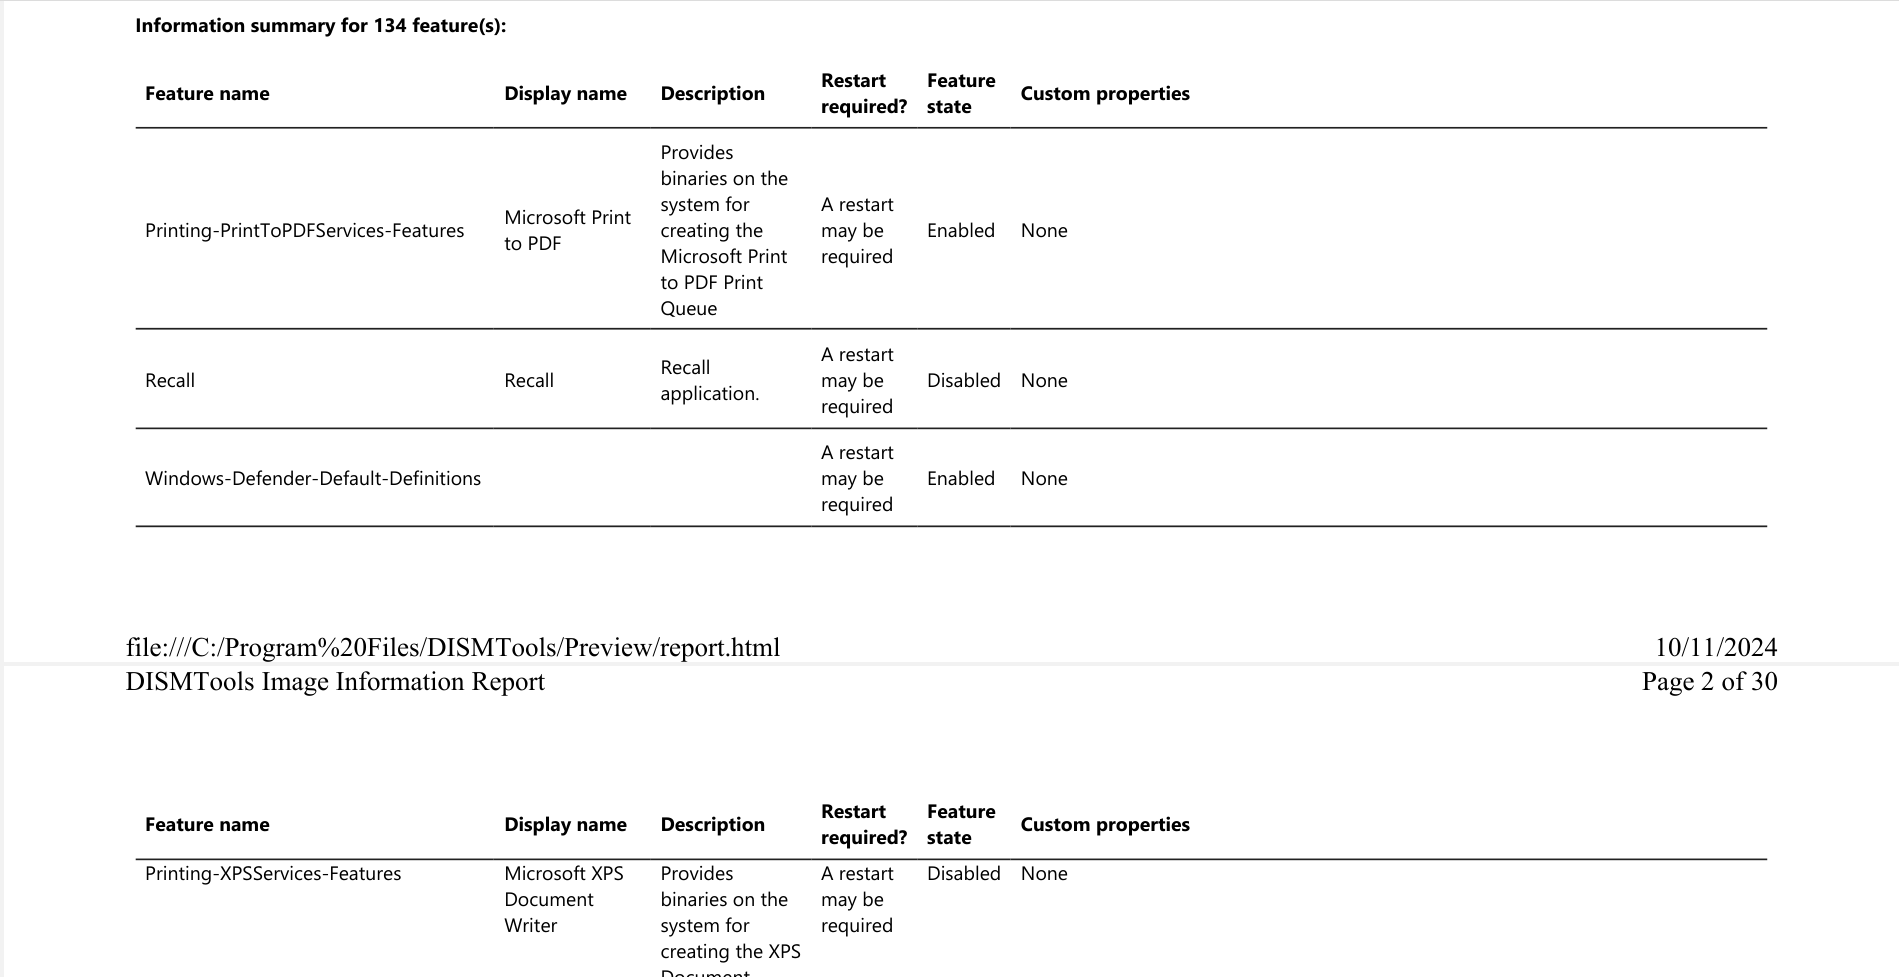 Information summary for 134 feature(s):
Feature name Display name Description Restart required? Feature state Custom properties
Printing-PrintToPDFServices-Features Microsoft Print to PDF Provides binaries on the system for creating the Microsoft Print to PDF Print Queue A restart may be required Enabled None
Recall Recall Recall application. A restart may be required Disabled None
Windows-Defender-Default-Definitions A restart may be required Enabled None
file:///C:/Program%20Files/DISMTools/Preview/report.html 10/11/2024
DISMTools Image Information Report Page 2 of 30
Feature name Display name Description Restart required? Feature state Custom properties
Printing-XPSServices-Features Microsoft XPS Document Writer Provides binaries on the system for creating the XPS Document A restart may be required Disabled None